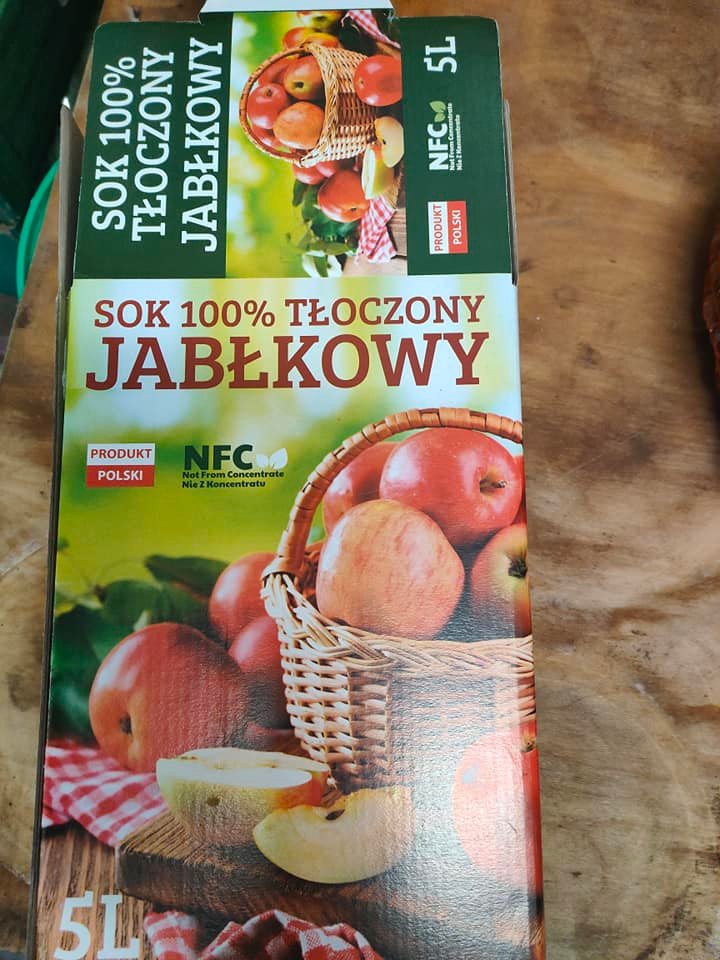 SOK 100%
TŁOCZONY
JABŁKOWY
5L
NFC
Not From Concentrate
Nie Z Koncentratu
PRODUKT
POLSKI
SOK 100% TŁOCZONY
JABŁKOWY
PRODUKT
POLSKI
NFC
Not From Concentrate
Nie Z Koncentratu
5L